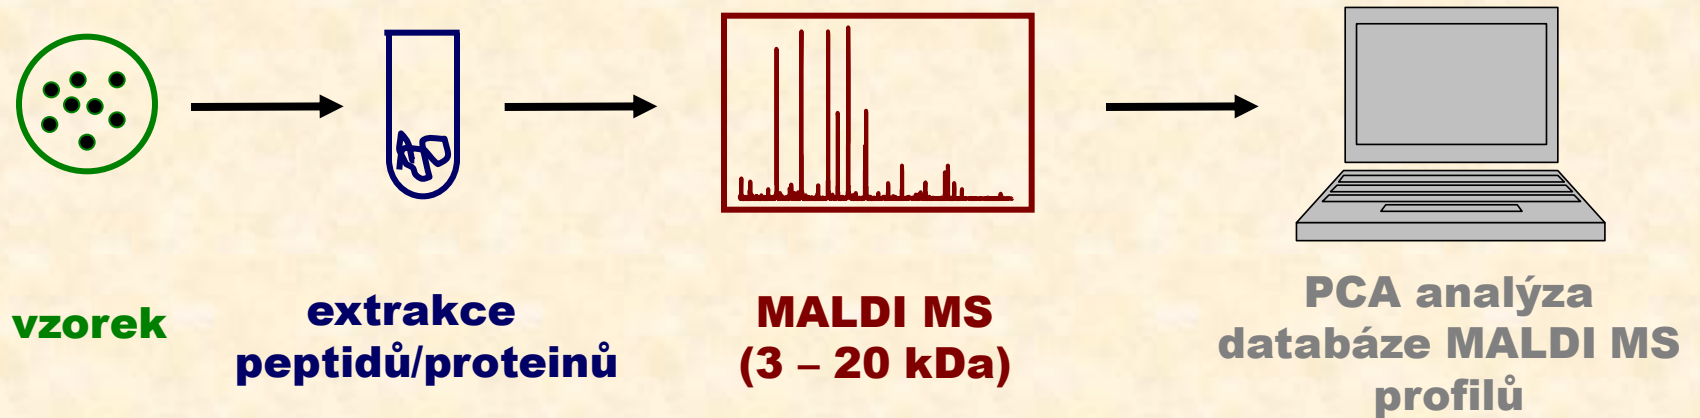 vzorek
extrakce
peptidů/proteinů
MALDI MS
(3 – 20 kDa)
PCA analýza
databáze MALDI MS
profilů